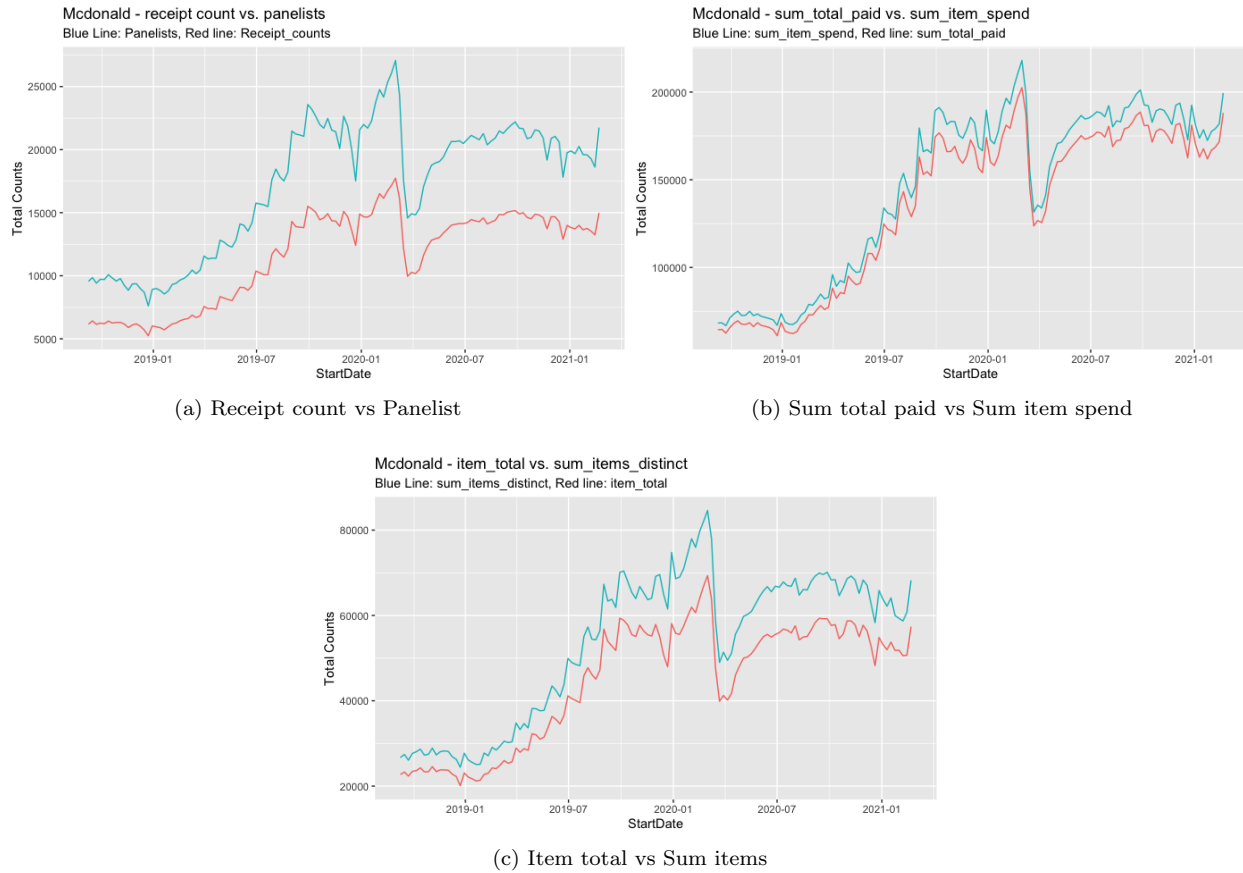 Mcdonald - receipt count vs. panelists
Blue Line: Panelists, Red line: Receipt_counts
Total Counts
25000
20000
15000
10000
5000
2019-01 2019-07 2020-01 2020-07 2021-01
StartDate
(a) Receipt count vs Panelist
Mcdonald - sum_total_paid vs. sum_item_spend
Blue Line: sum_item_spend, Red line: sum_total_paid
Total Counts
200000
150000
100000
2019-01 2019-07 2020-01 2020-07 2021-01
StartDate
(b) Sum total paid vs Sum item spend
Mcdonald - item_total vs. sum_items_distinct
Blue Line: sum_items_distinct, Red line: item_total
Total Counts
80000
60000
40000
20000
2019-01 2019-07 2020-01 2020-07 2021-01
StartDate
(c) Item total vs Sum items